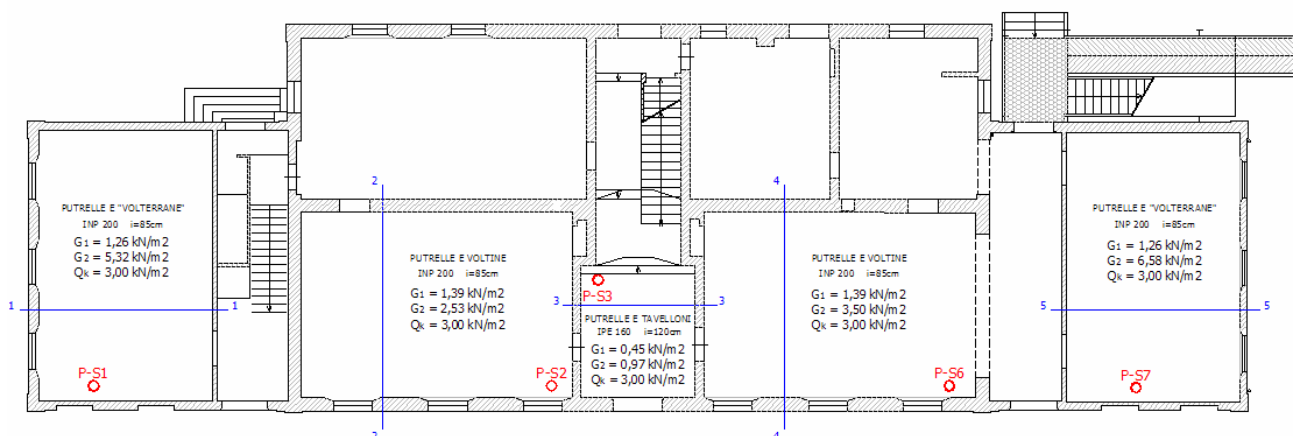 2
4
PUTRELLE E "VOLTERRANE"
INP 200 i=85cm
G1 = 1,26 kN/m2
G2 = 5,32 kN/m2
Qk = 3,00 kN/m2
1
1
P-S1
PUTRELLE E VOLTINE
INP 200 i=85cm
G1 = 1,39 kN/m2
G2 = 2,53 kN/m2
Qk = 3,00 kN/m2
P-S2
2
P-S3
3
3
PUTRELLE E TAVELLONI
IPE 160 i=120cm
G1 = 0,45 kN/m2
G2 = 0,97 kN/m2
Qk = 3,00 kN/m2
PUTRELLE E VOLTINE
INP 200 i=85cm
G1 = 1,39 kN/m2
G2 = 3,50 kN/m2
Qk = 3,00 kN/m2
P-S6
4
PUTRELLE E "VOLTERRANE"
INP 200 i=85cm
G1 = 1,26 kN/m2
G2 = 6,58 kN/m2
Qk = 3,00 kN/m2
5
5
P-S7